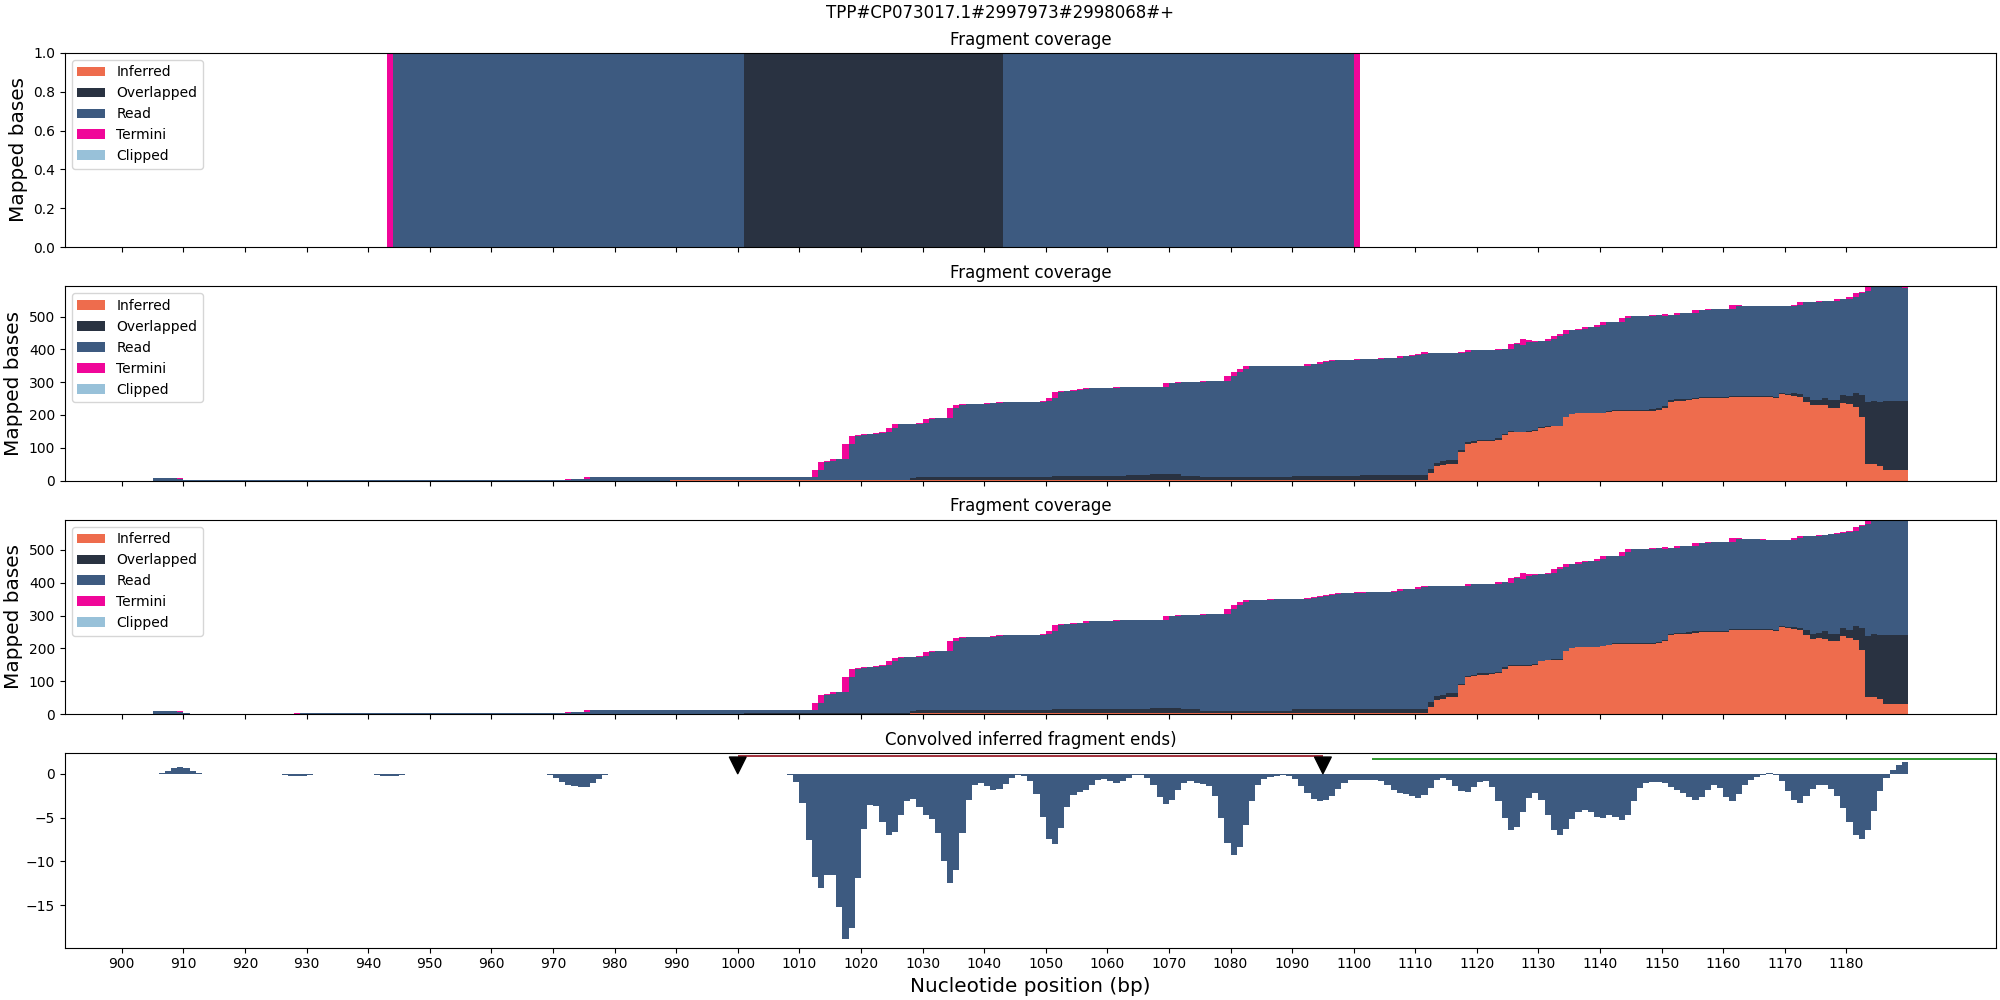 TPP#CP073017.1#2997973#2998068#+
Fragment coverage
Mapped bases
1.0
0.8
0.6
0.4
0.2
0.0
Inferred
Overlapped
Read
Termini
Clipped
Fragment coverage
Mapped bases
500
400
300
200
100
0
Inferred
Overlapped
Read
Termini
Clipped
Fragment coverage
Mapped bases
500
400
300
200
100
0
Inferred
Overlapped
Read
Termini
Clipped
Convolved inferred fragment ends)
0
−5
−10
−15
900 910 920 930 940 950 960 970 980 990 1000 1010 1020 1030 1040 1050 1060 1070 1080 1090 1100 1110 1120 1130 1140 1150 1160 1170 1180
Nucleotide position (bp)